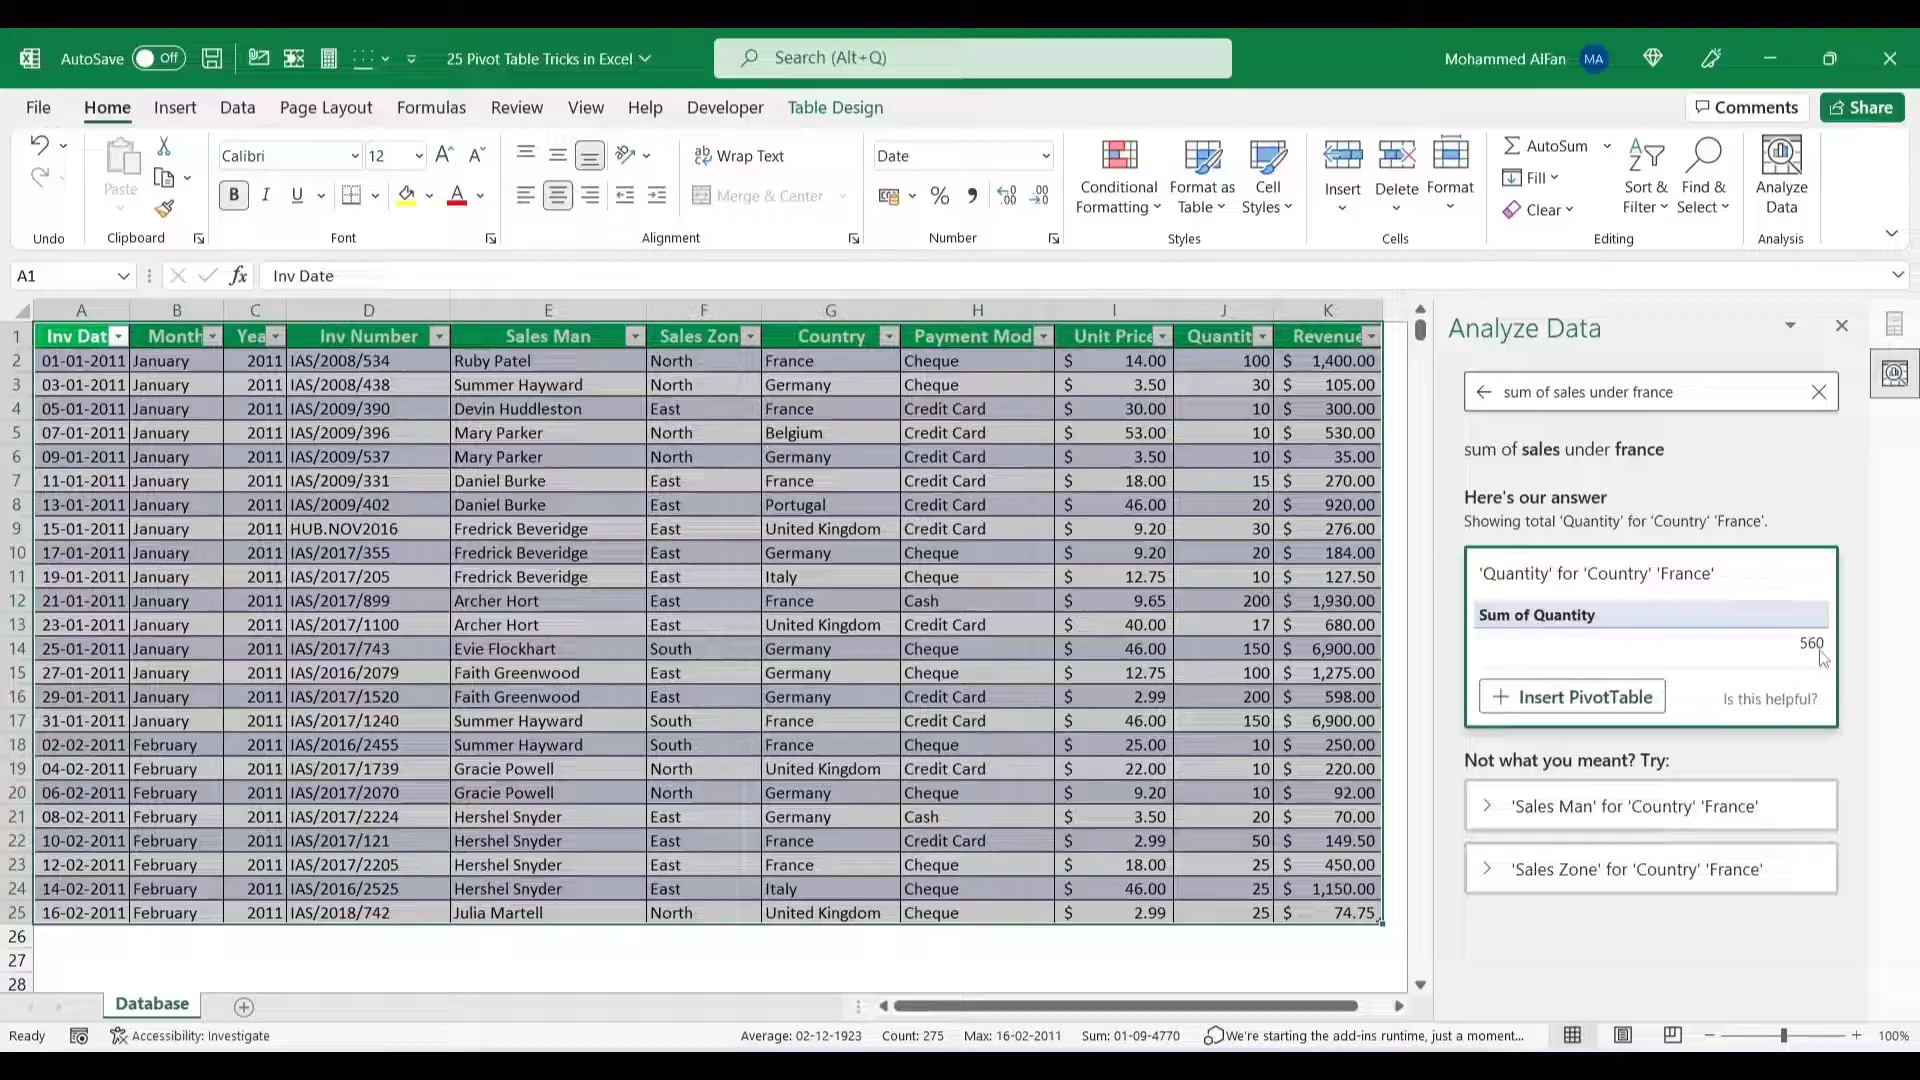 AutoSave Off 25 Pivot Table Tricks in Excel Search (Alt+Q) Mohammed AlFan MA
File Home Insert Data Page Layout Formulas Review View Help Developer Table Design Comments Share
Calibri 12 Wrap Text Date AutoSum
Paste B I U Merge & Center % Conditional Formatting Format as Table Cell Styles Insert Delete Format Fill Clear Sort & Filter Find & Select Analyze Data
Undo Clipboard Font Alignment Number Styles Cells Editing Analysis
A1 fx Inv Date
A B C D E F G H I J K
1 Inv Dat Month Yea Inv Number Sales Man Sales Zon Country Payment Mod Unit Price Quantit Revenue
2 01-01-2011 January 2011 IAS/2008/534 Ruby Patel North France Cheque $ 14.00 100 $ 1,400.00
3 03-01-2011 January 2011 IAS/2008/438 Summer Hayward North Germany Cheque $ 3.50 30 $ 105.00
4 05-01-2011 January 2011 IAS/2009/390 Devin Huddleston East France Credit Card $ 30.00 10 $ 300.00
5 07-01-2011 January 2011 IAS/2009/396 Mary Parker North Belgium Credit Card $ 53.00 10 $ 530.00
6 09-01-2011 January 2011 IAS/2009/537 Mary Parker North Germany Credit Card $ 3.50 10 $ 35.00
7 11-01-2011 January 2011 IAS/2009/331 Daniel Burke East France Credit Card $ 18.00 15 $ 270.00
8 13-01-2011 January 2011 IAS/2009/402 Daniel Burke East Portugal Credit Card $ 46.00 20 $ 920.00
9 15-01-2011 January 2011 HUB.NOV2016 Fredrick Beveridge East United Kingdom Credit Card $ 9.20 30 $ 276.00
10 17-01-2011 January 2011 IAS/2017/355 Fredrick Beveridge East Germany Cheque $ 9.20 20 $ 184.00
11 19-01-2011 January 2011 IAS/2017/205 Fredrick Beveridge East Italy Cheque $ 12.75 10 $ 127.50
12 21-01-2011 January 2011 IAS/2017/899 Archer Hort East France Cash $ 9.65 200 $ 1,930.00
13 23-01-2011 January 2011 IAS/2017/1100 Archer Hort East United Kingdom Credit Card $ 40.00 17 $ 680.00
14 25-01-2011 January 2011 IAS/2017/743 Evie Flockhart South Germany Cheque $ 46.00 150 $ 6,900.00
15 27-01-2011 January 2011 IAS/2016/2079 Faith Greenwood East Germany Cheque $ 12.75 100 $ 1,275.00
16 29-01-2011 January 2011 IAS/2017/1520 Faith Greenwood East Germany Credit Card $ 2.99 200 $ 598.00
17 31-01-2011 January 2011 IAS/2017/1240 Summer Hayward South France Credit Card $ 46.00 150 $ 6,900.00
18 02-02-2011 February 2011 IAS/2016/2455 Summer Hayward South France Cheque $ 25.00 10 $ 250.00
19 04-02-2011 February 2011 IAS/2017/1739 Gracie Powell North United Kingdom Credit Card $ 22.00 10 $ 220.00
20 06-02-2011 February 2011 IAS/2017/2070 Gracie Powell North Germany Cheque $ 9.20 10 $ 92.00
21 08-02-2011 February 2011 IAS/2017/2224 Hershel Snyder East Germany Cash $ 3.50 20 $ 70.00
22 10-02-2011 February 2011 IAS/2017/121 Hershel Snyder East France Credit Card $ 2.99 50 $ 149.50
23 12-02-2011 February 2011 IAS/2017/2205 Hershel Snyder East France Cheque $ 18.00 25 $ 450.00
24 14-02-2011 February 2011 IAS/2016/2525 Hershel Snyder East Italy Cheque $ 46.00 25 $ 1,150.00
25 16-02-2011 February 2011 IAS/2018/742 Julia Martell North United Kingdom Cheque $ 2.99 25 $ 74.75
26
27
28
Analyze Data
sum of sales under france
sum of sales under france
Here's our answer
Showing total 'Quantity' for 'Country' 'France'.
'Quantity' for 'Country' 'France'
Sum of Quantity
560
Insert PivotTable Is this helpful?
Not what you meant? Try:
'Sales Man' for 'Country' 'France'
'Sales Zone' for 'Country' 'France'
Database
Ready Accessibility: Investigate Average: 02-12-1923 Count: 275 Max: 16-02-2011 Sum: 01-09-4770 We're starting the add-ins runtime, just a moment... 100%